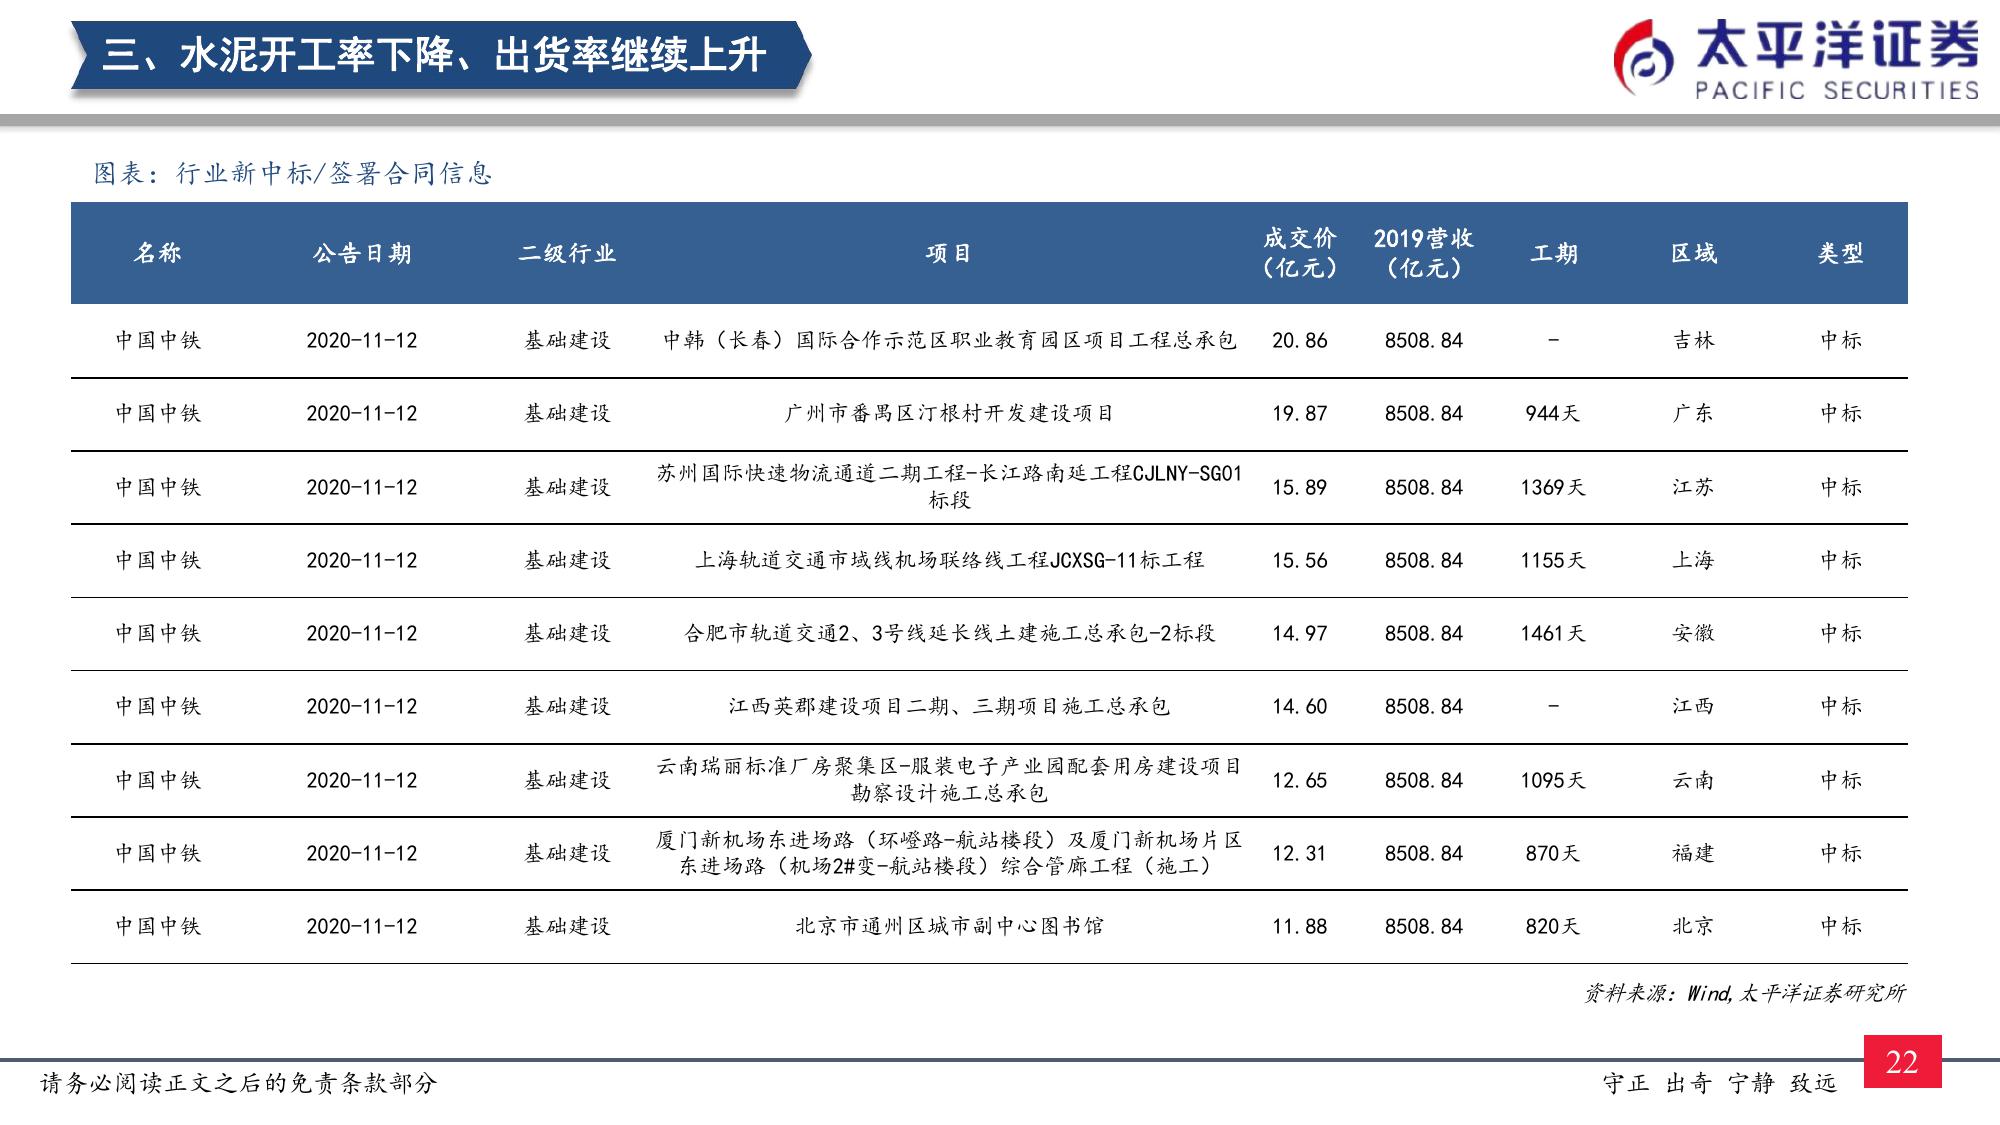 三、水泥开工率下降、出货率继续上升
太平洋证券
PACIFIC SECURITIES
图表：行业新中标/签署合同信息
名称 公告日期 二级行业 项目 成交价（亿元） 2019营收（亿元） 工期 区域 类型
中国中铁 2020-11-12 基础建设 中韩（长春）国际合作示范区职业教育园区项目工程总承包 20.86 8508.84 - 吉林 中标
中国中铁 2020-11-12 基础建设 广州市番禺区汀根村开发建设项目 19.87 8508.84 944天 广东 中标
中国中铁 2020-11-12 基础建设 苏州国际快速物流通道二期工程-长江路南延工程CJLNY-SG01标段 15.89 8508.84 1369天 江苏 中标
中国中铁 2020-11-12 基础建设 上海轨道交通市域线机场联络线工程JCXSG-11标工程 15.56 8508.84 1155天 上海 中标
中国中铁 2020-11-12 基础建设 合肥市轨道交通2、3号线延长线土建施工总承包-2标段 14.97 8508.84 1461天 安徽 中标
中国中铁 2020-11-12 基础建设 江西英郡建设项目二期、三期项目施工总承包 14.60 8508.84 - 江西 中标
中国中铁 2020-11-12 基础建设 云南瑞丽标准厂房聚集区-服装电子产业园配套用房建设项目勘察设计施工总承包 12.65 8508.84 1095天 云南 中标
中国中铁 2020-11-12 基础建设 厦门新机场东进场路（环嶝路-航站楼段）及厦门新机场片区东进场路（机场2#变-航站楼段）综合管廊工程（施工） 12.31 8508.84 870天 福建 中标
中国中铁 2020-11-12 基础建设 北京市通州区城市副中心图书馆 11.88 8508.84 820天 北京 中标
资料来源：Wind,太平洋证券研究所
请务必阅读正文之后的免责条款部分
守正 出奇 宁静 致远
22